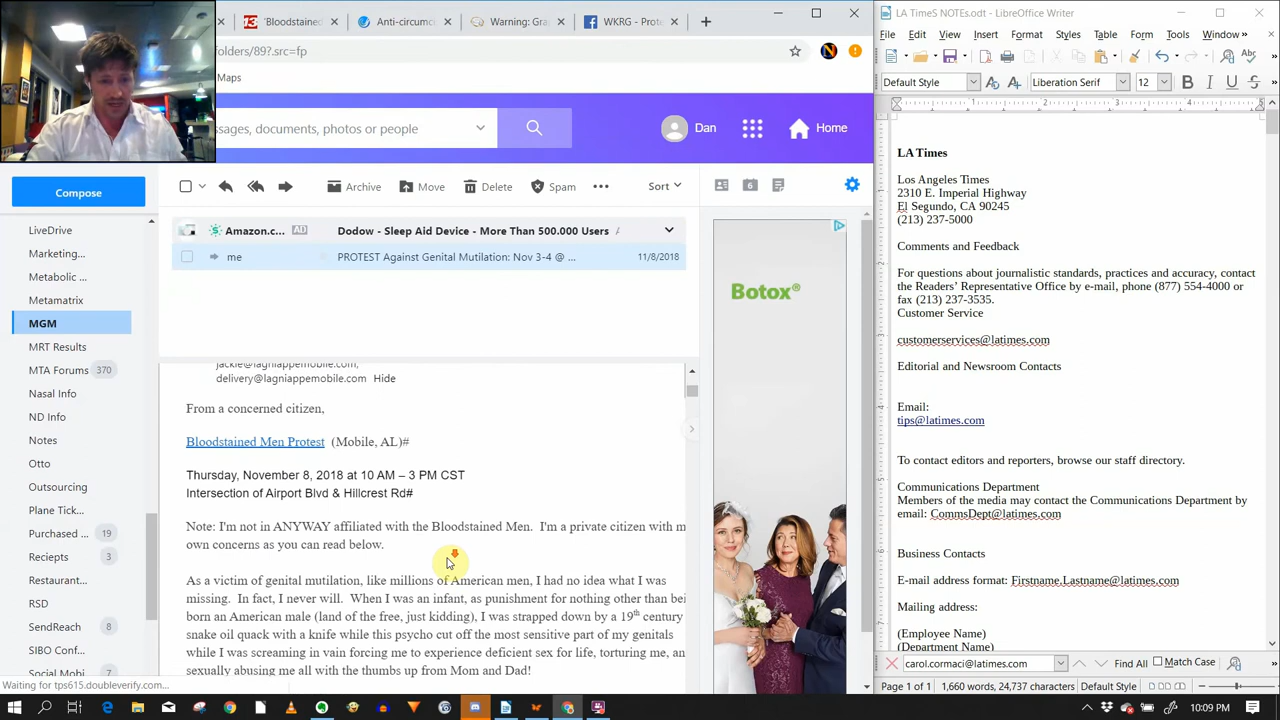 'Bloodstained
Anti-circumc
Warning: Gra
WKRG - Prote
folders/89?.src=fp
Maps
ssages, documents, photos or people
Dan
Home
Compose
Archive
Move
Delete
Spam
Sort
LiveDrive
Marketing...
Metabolic ...
Metamatrix
MGM
MRT Results
MTA Forums 370
Nasal Info
ND Info
Notes
Otto
Outsourcing
Plane Tick...
Purchased ... 19
Reciepts 3
Restaurant...
RSD
SendReach 8
SIBO Conf...
Social Mobi
Amazon.c... AD Dodow - Sleep Aid Device - More Than 500.000 Users
me PROTEST Against Genital Mutilation: Nov 3-4 @ ... 11/8/2018
jackie@lagniappemobile.com,
delivery@lagniappemobile.com Hide
From a concerned citizen,
Bloodstained Men Protest (Mobile, AL)#
Thursday, November 8, 2018 at 10 AM – 3 PM CST
Intersection of Airport Blvd & Hillcrest Rd#
Note: I'm not in ANYWAY affiliated with the Bloodstained Men. I'm a private citizen with m
own concerns as you can read below.
As a victim of genital mutilation, like millions of American men, I had no idea what I was
missing. In fact, I never will. When I was an infant, as punishment for nothing other than bei
born an American male (land of the free, just kidding), I was strapped down by a 19th century
snake oil quack with a knife while this psycho cut off the most sensitive part of my genitals
while I was screaming in vain forcing me to experience deficient sex for life, torturing me, an
sexually abusing me all with the thumbs up from Mom and Dad!
6
Botox®
Waiting for tps615.doubleverify.com...
LA TimeS NOTEs.odt - LibreOffice Writer
File Edit View Insert Format Styles Table Form Tools Window
Default Style Liberation Serif 12 B I U S
LA Times
Los Angeles Times
2310 E. Imperial Highway
El Segundo, CA 90245
(213) 237-5000
Comments and Feedback
For questions about journalistic standards, practices and accuracy, contact
the Readers' Representative Office by e-mail, phone (877) 554-4000 or
fax (213) 237-3535.
Customer Service
customerservices@latimes.com
Editorial and Newsroom Contacts
Email:
tips@latimes.com
To contact editors and reporters, browse our staff directory.
Communications Department
Members of the media may contact the Communications Department by
email: CommsDept@latimes.com
Business Contacts
E-mail address format: Firstname.Lastname@latimes.com
Mailing address:
(Employee Name)
(Department Name)
carol.cormaci@latimes.com Find All Match Case
Page 1 of 1 1,660 words, 24,737 characters Default Style
10:09 PM